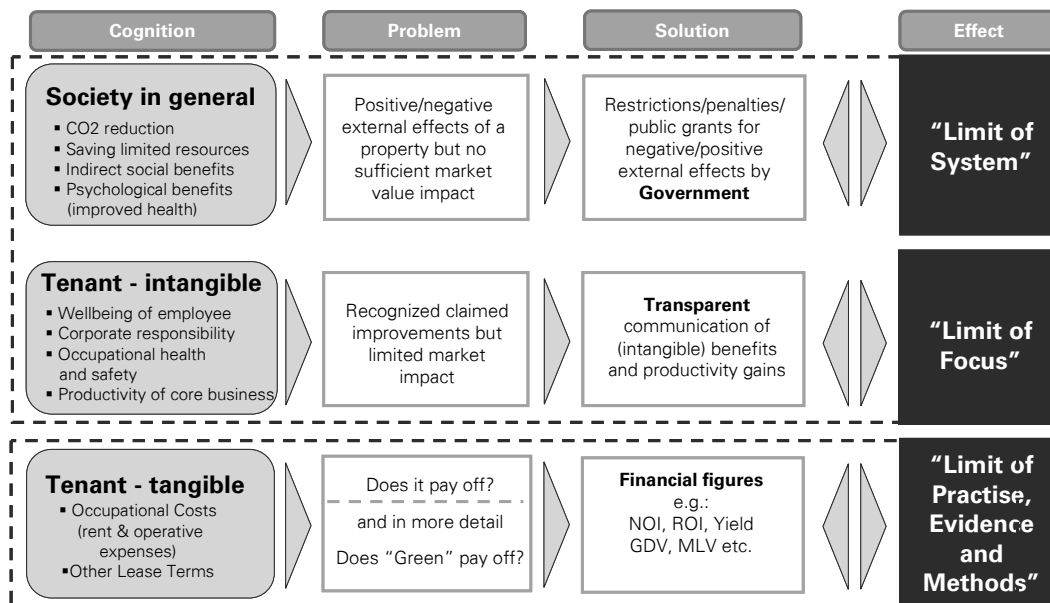 Cognition
Problem
Solution
Effect
Society in general
▪ CO2 reduction
▪ Saving limited resources
▪ Indirect social benefits
▪ Psychological benefits
(improved health)
Positive/negative
external effects of a
property but no
sufficient market
value impact
Restrictions/penalties/
public grants for
negative/positive
external effects by
Government
“Limit of
System”
Tenant - intangible
▪ Wellbeing of employee
▪ Corporate responsibility
▪ Occupational health
and safety
▪ Productivity of core business
Recognized claimed
improvements but
limited market
impact
Transparent
communication of
(intangible) benefits
and productivity gains
“Limit of
Focus”
Tenant - tangible
▪ Occupational Costs
(rent & operative
expenses)
▪Other Lease Terms
Does it pay off?
and in more detail
Does “Green” pay off?
Financial figures
e.g.:
NOI, ROI, Yield
GDV, MLV etc.
“Limit of
Practise,
Evidence
and
Methods”